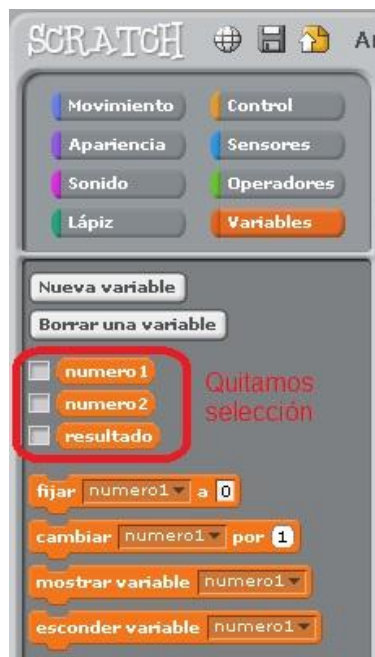 SCRATCH
Movimiento Control
Apariencia Sensores
Sonido Operadores
Lápiz Variables
Nueva variable
Borrar una variable
numero1
numero2
resultado
Quitamos
selección
fijar numero1 a 0
cambiar numero1 por 1
mostrar variable numero1
esconder variable numero1